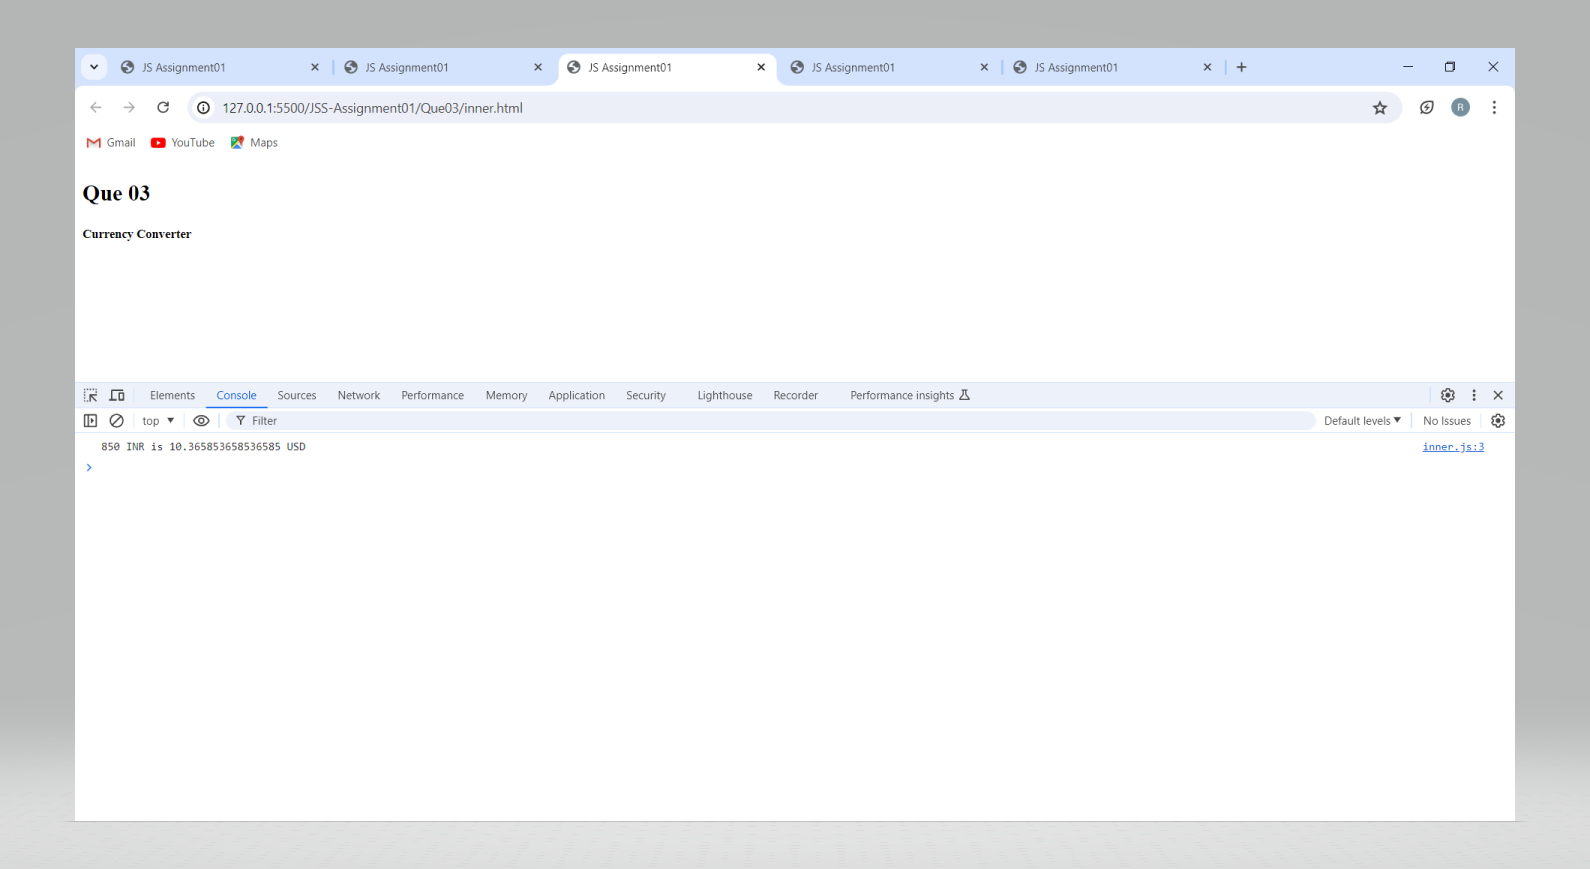 JS Assignment01 JS Assignment01 JS Assignment01 JS Assignment01 JS Assignment01
127.0.0.1:5500/JSS-Assignment01/Que03/inner.html R
Gmail YouTube Maps
Que 03
Currency Converter
Elements Console Sources Network Performance Memory Application Security Lighthouse Recorder Performance insights
top Filter Default levels No Issues
850 INR is 10.365853658536585 USD inner.js:3